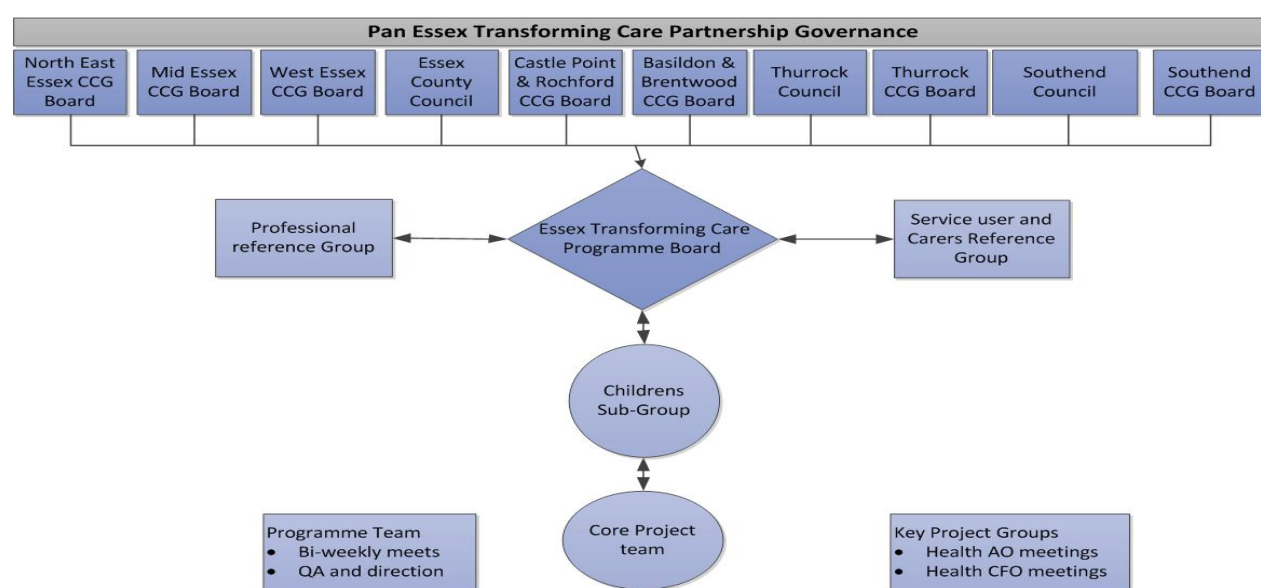 Pan Essex Transforming Care Partnership Governance
North East
Essex CCG
Board
Mid Essex
CCG Board
West Essex
CCG Board
Essex
County
Council
Castle Point
& Rochford
CCG Board
Basildon &
Brentwood
CCG Board
Thurrock
Council
Thurrock
CCG Board
Southend
Council
Southend
CCG Board
Professional
reference Group
Essex Transforming Care
Programme Board
Service user and
Carers Reference
Group
Childrens
Sub-Group
Core Project
team
Programme Team
• Bi-weekly meets
• QA and direction
Key Project Groups
• Health AO meetings
• Health CFO meetings